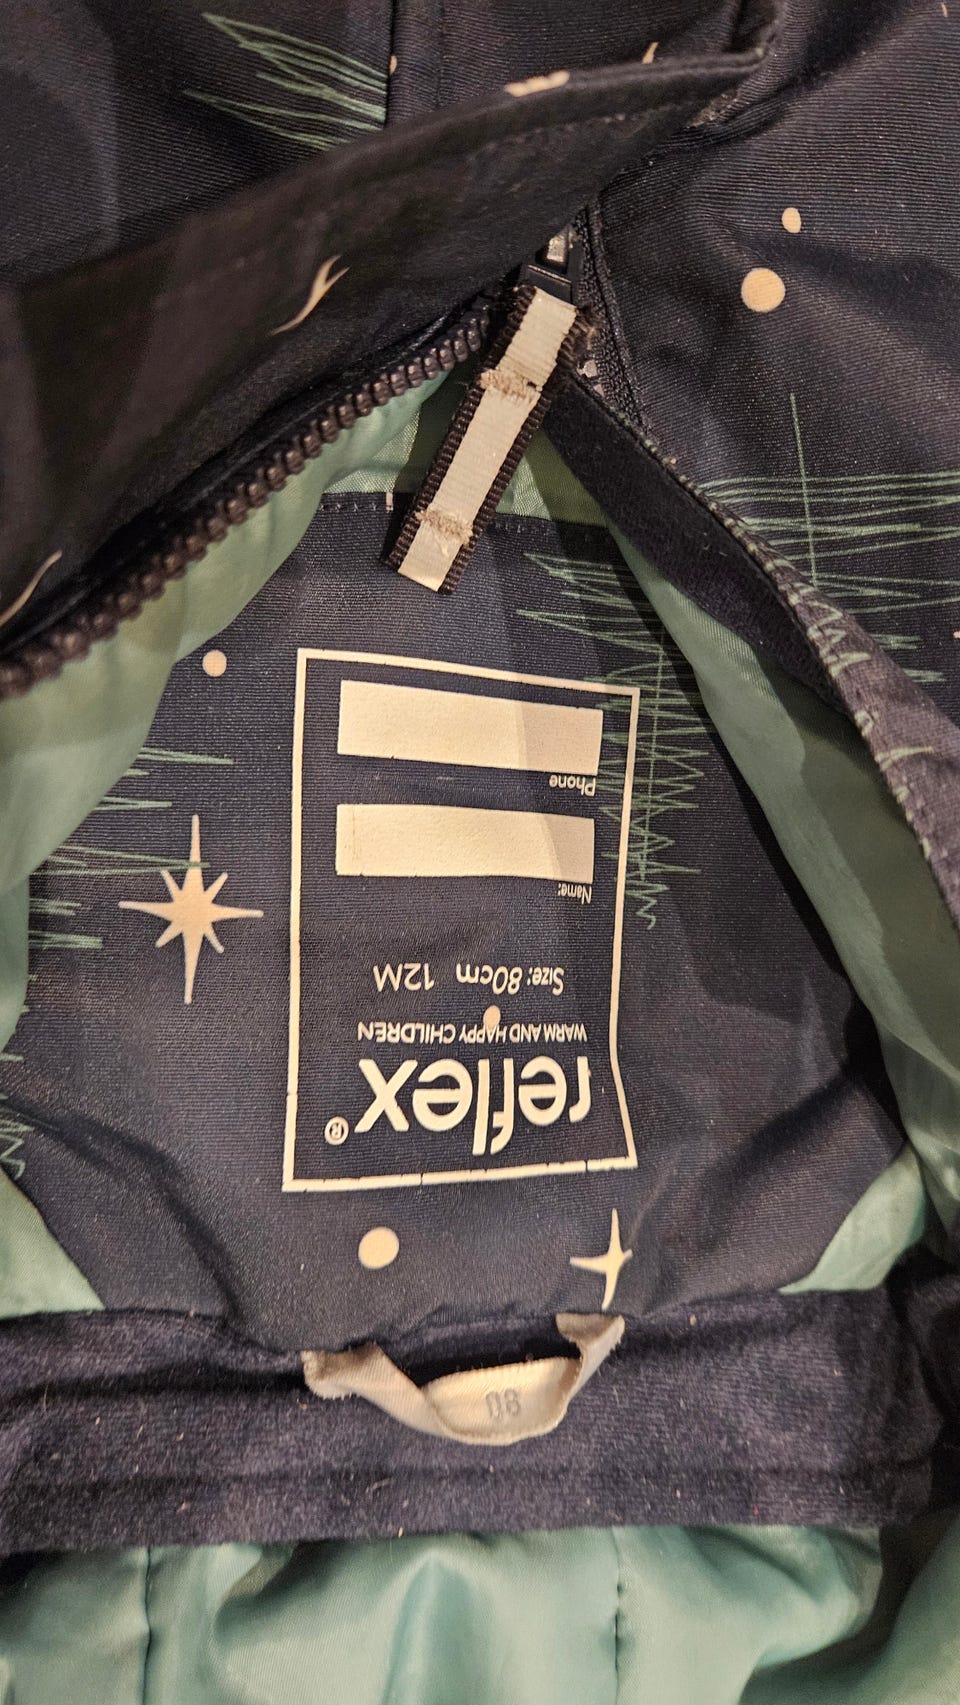 reflex®
WARM AND HAPPY CHILDREN
Size: 80cm 12M
Name:
Phone
80